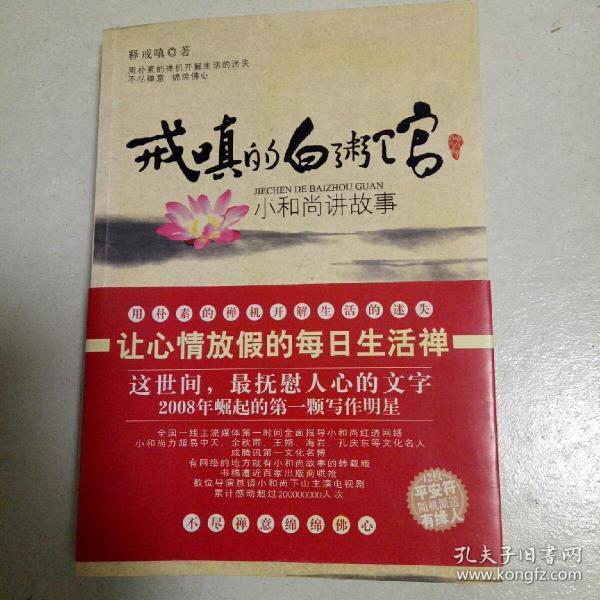 释戒嗔◎著
用朴素的禅机开解生活的迷失
不尽禅意 绵绵佛心
戒嗔的白粥馆
JIECHEN DE BAIZHOU GUAN
小和尚讲故事
用朴素的禅机开解生活的迷失
让心情放假的每日生活禅
这世间，最抚慰人心的文字
2008年崛起的第一颗写作明星
全国一线主流媒体第一时间全面报导小和尚红透网络
小和尚力超易中天、余秋雨、王朔、海岩、孔庆东等文化名人
成腾讯第一文化名博
有网络的地方就有小和尚故事的转载版
书稿遭近百家出版商哄抢
数位导演恳请小和尚下山主演电视剧
累计感动超过200000000人次
平安符
随机派送
有缘人
不尽禅意绵绵佛心
孔夫子旧书网
www.kongfz.com